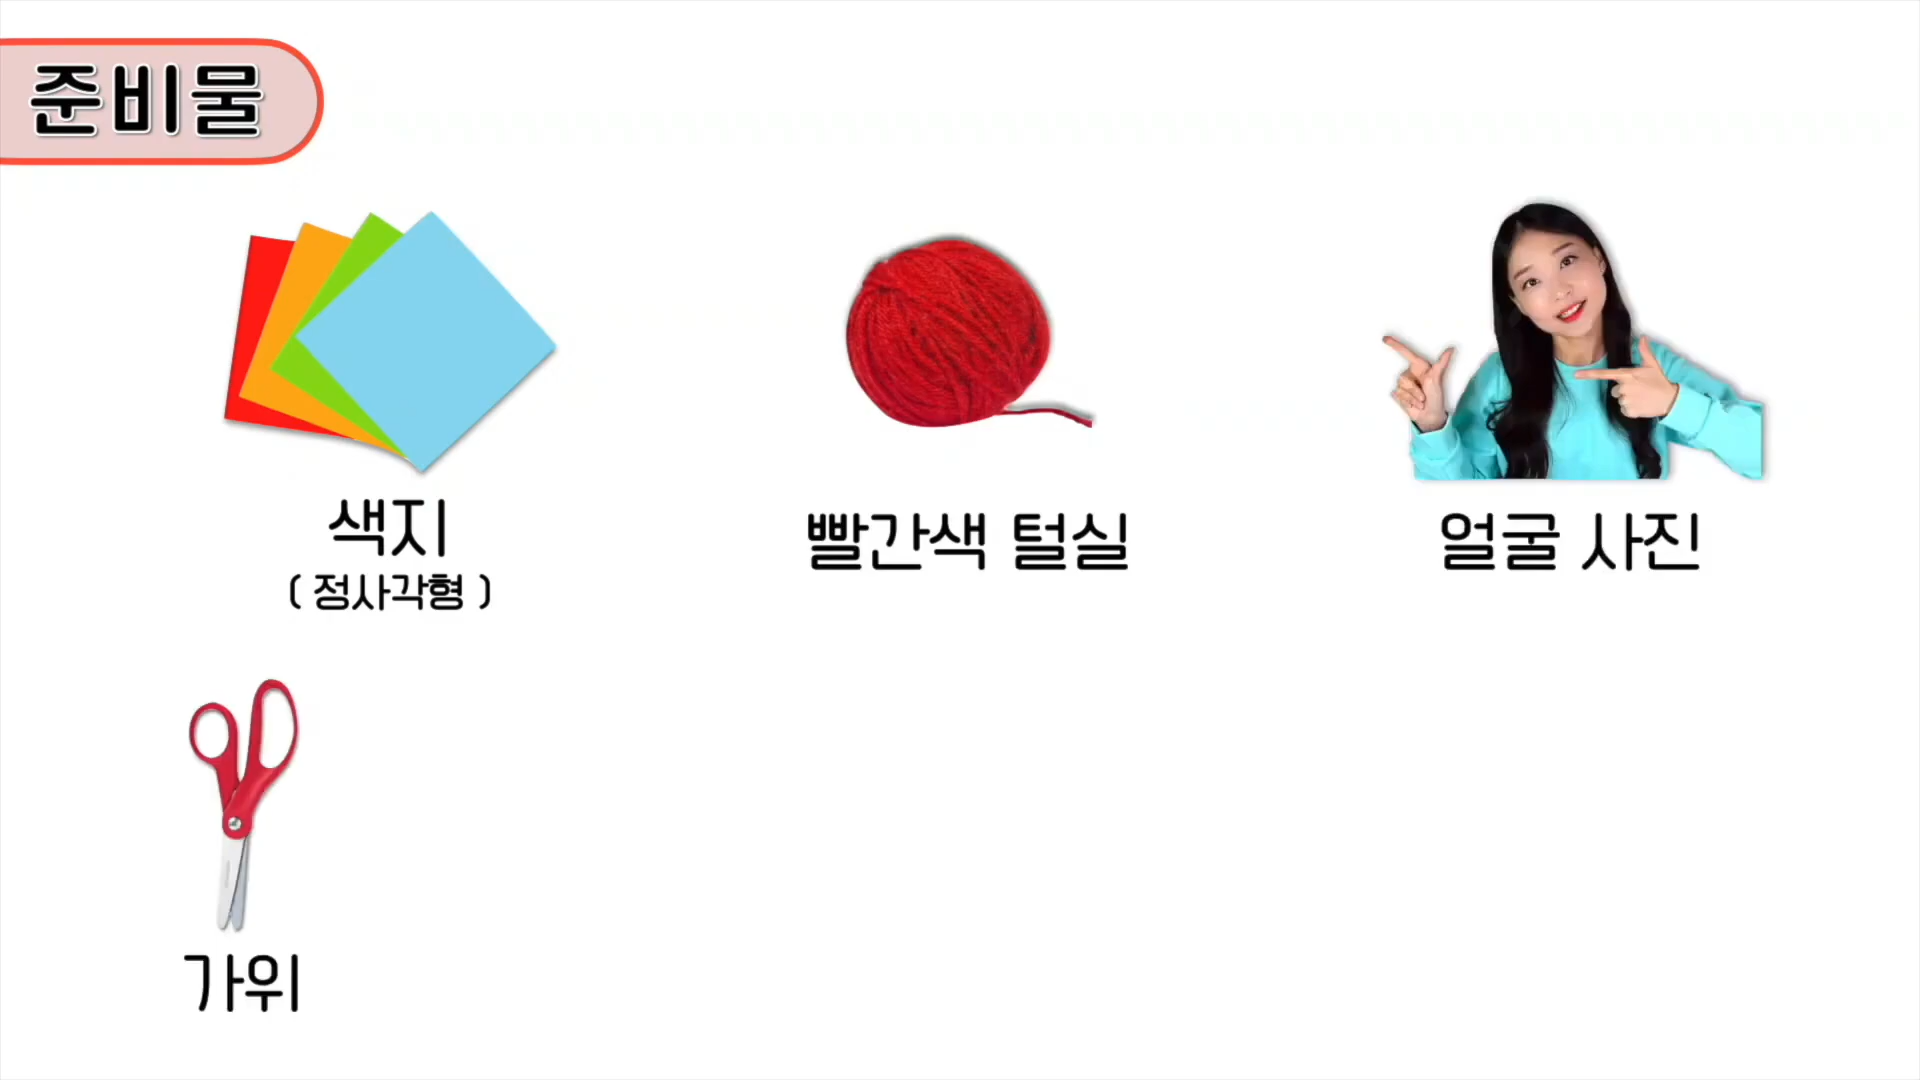 준비물
색지
( 정사각형 )
빨간색 털실
얼굴 사진
가위